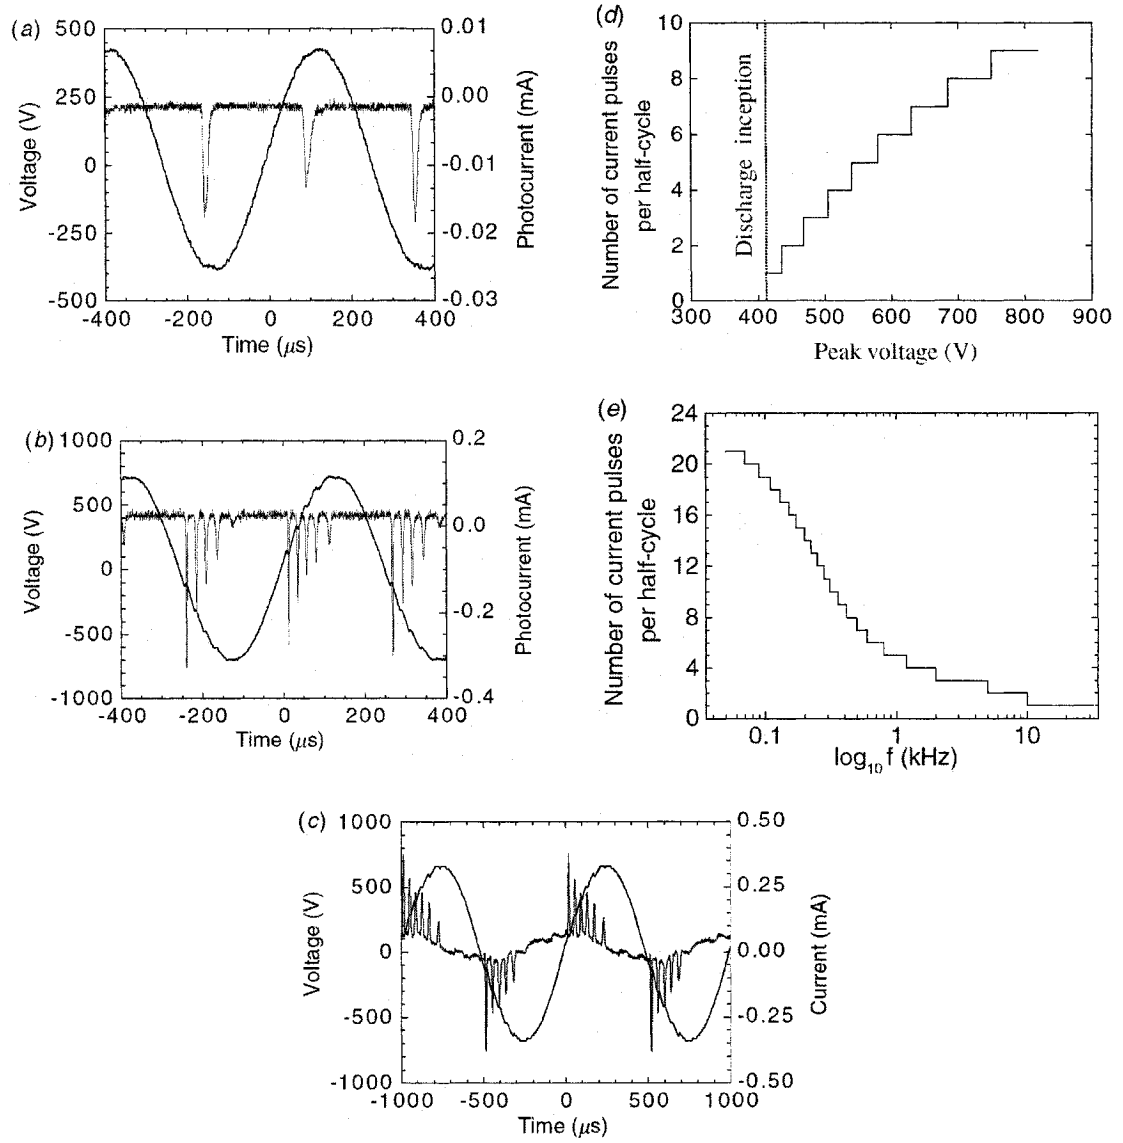 (a)
500
250
0
-250
-500
Voltage (V)
-400 -200 0 200 400
Time (μs)
0.01
0.00
-0.01
-0.02
-0.03
Photocurrent (mA)
(d)
10
8
6
4
2
0
Number of current pulses
per half-cycle
Discharge inception
300 400 500 600 700 800 900
Peak voltage (V)
(b)
1000
500
0
-500
-1000
Voltage (V)
-400 -200 0 200 400
Time (μs)
0.2
0.0
-0.2
-0.4
Photocurrent (mA)
(e)
24
20
16
12
8
4
0
Number of current pulses
per half-cycle
0.1 1 10
log10 f (kHz)
(c)
1000
500
0
-500
-1000
Voltage (V)
-1000 -500 0 500 1000
Time (μs)
0.50
0.25
0.00
-0.25
-0.50
Current (mA)